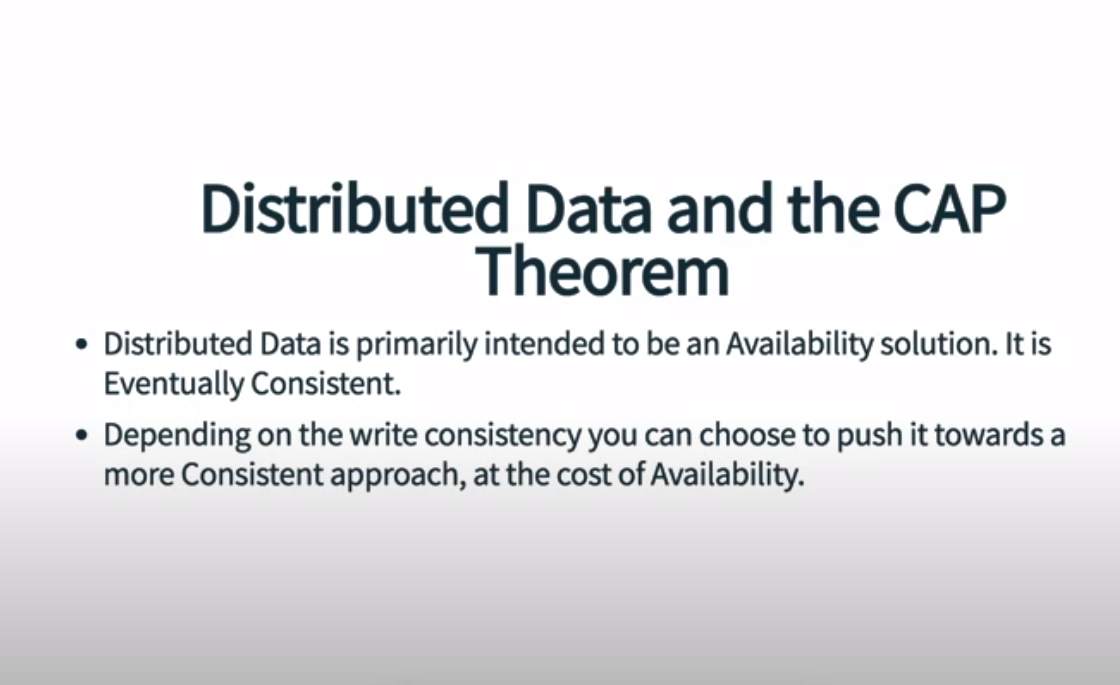 Distributed Data and the CAP
Theorem
• Distributed Data is primarily intended to be an Availability solution. It is
Eventually Consistent.
• Depending on the write consistency you can choose to push it towards a
more Consistent approach, at the cost of Availability.